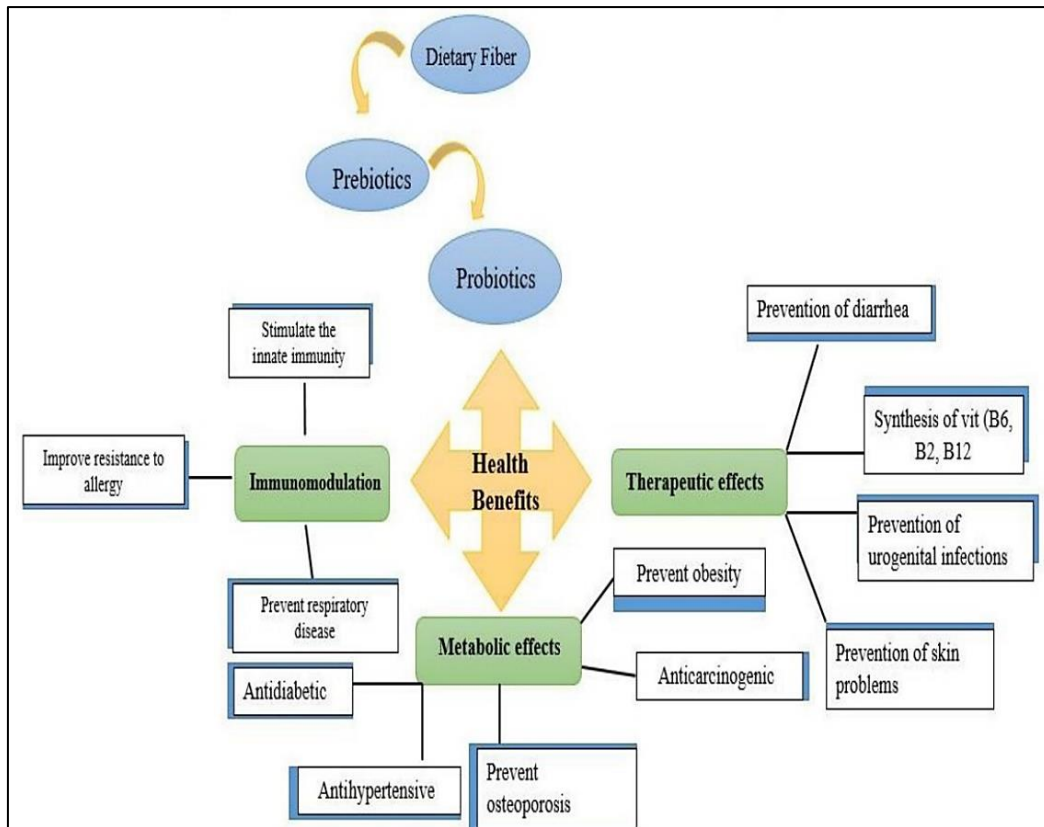 Dietary Fiber
Prebiotics
Probiotics
Stimulate the
innate immunity
Improve resistance to
allergy
Immunomodulation
Prevent respiratory
disease
Health
Benefits
Prevention of diarrhea
Synthesis of vit (B6,
B2, B12
Therapeutic effects
Prevention of
urogenital infections
Prevention of skin
problems
Metabolic effects
Prevent obesity
Anticarcinogenic
Antidiabetic
Antihypertensive
Prevent
osteoporosis